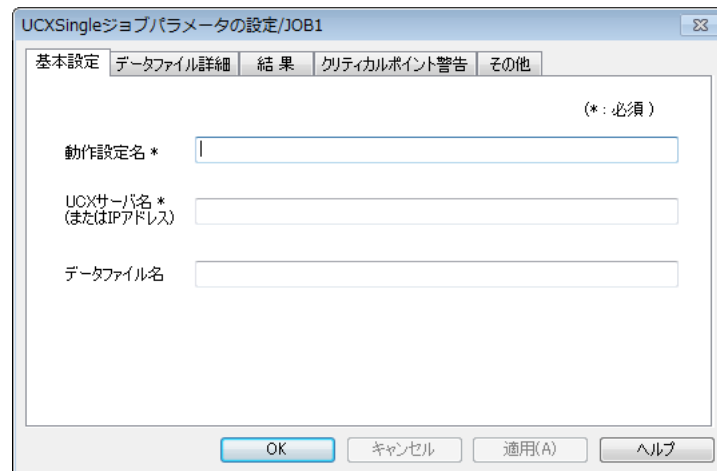 UCXSingleジョブパラメータの設定/JOB1
基本設定 データファイル詳細 結 果 クリティカルポイント警告 その他
(* : 必須 )
動作設定名 *
UCXサーバ名 *
(またはIPアドレス)
データファイル名
OK キャンセル 適用(A) ヘルプ